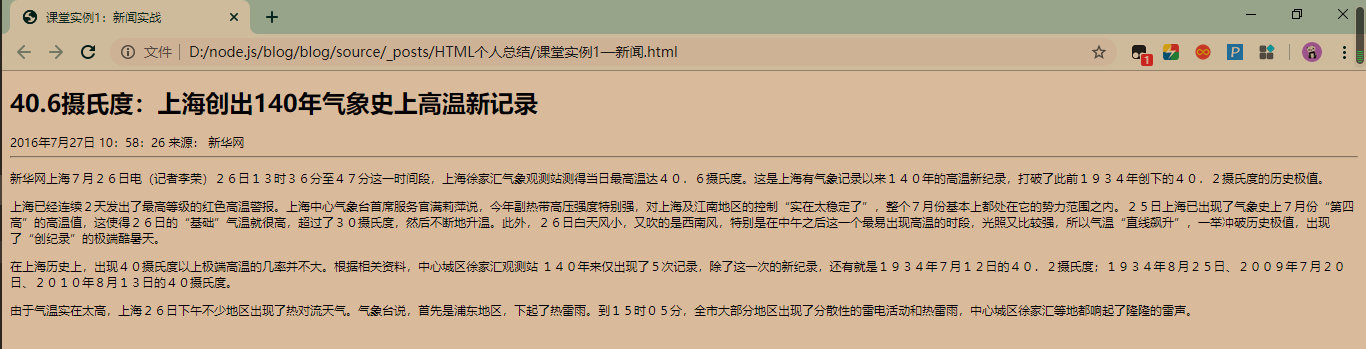 课堂实例1：新闻实战
文件 D:/node.js/blog/blog/source/_posts/HTML个人总结/课堂实例1—新闻.html
1
P
40.6摄氏度：上海创出140年气象史上高温新记录
2016年7月27日 10：58：26 来源： 新华网
新华网上海７月２６日电（记者李荣）２６日１３时３６分至４７分这一时间段，上海徐家汇气象观测站测得当日最高温达４０．６摄氏度。这是上海有气象记录以来１４０年的高温新纪录，打破了此前１９３４年创下的４０．２摄氏度的历史极值。
上海已经连续２天发出了最高等级的红色高温警报。上海中心气象台首席服务官满莉萍说，今年副热带高压强度特别强，对上海及江南地区的控制“实在太稳定了”，整个７月份基本上都处在它的势力范围之内。２５日上海已出现了气象史上７月份“第四
高”的高温值，这使得２６日的“基础”气温就很高，超过了３０摄氏度，然后不断地升温。此外，２６日白天风小，又吹的是西南风，特别是在中午之后这一个最易出现高温的时段，光照又比较强，所以气温“直线飙升”，一举冲破历史极值，出现
了“创纪录”的极端酷暑天。
在上海历史上，出现４０摄氏度以上极端高温的几率并不大。根据相关资料，中心城区徐家汇观测站 １４０年来仅出现了５次记录，除了这一次的新纪录，还有就是１９３４年７月１２日的４０．２摄氏度；１９３４年８月２５日、２００９年７月２０
日、２０１０年８月１３日的４０摄氏度。
由于气温实在太高，上海２６日下午不少地区出现了热对流天气。气象台说，首先是浦东地区，下起了热雷雨。到１５时０５分，全市大部分地区出现了分散性的雷电活动和热雷雨，中心城区徐家汇等地都响起了隆隆的雷声。